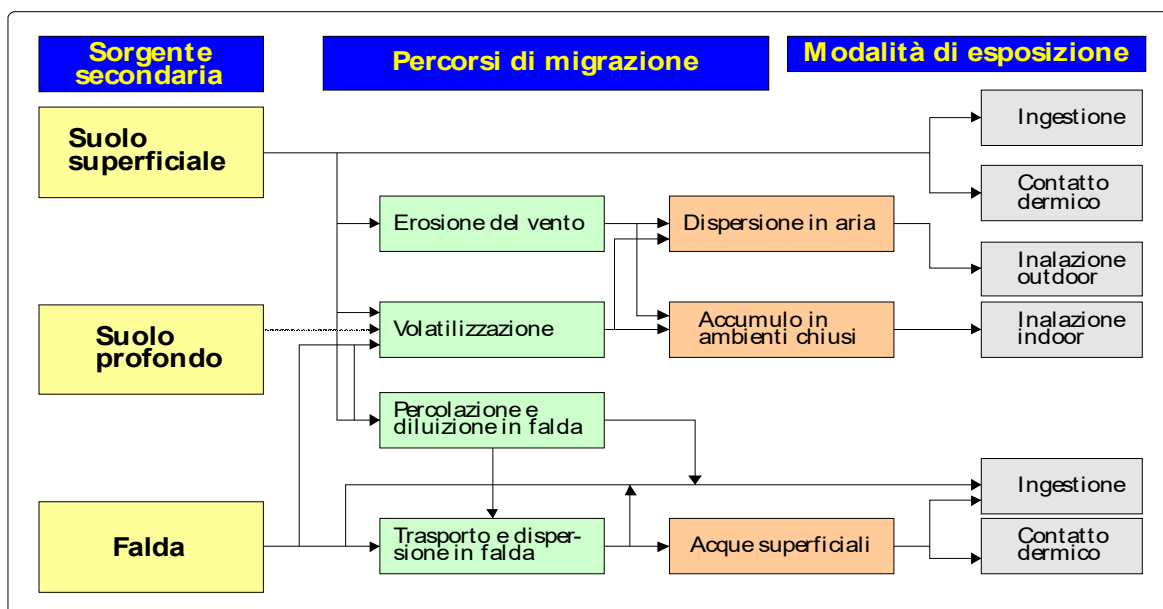 Sorgente
secondaria
Percorsi di migrazione
Modalità di esposizione
Suolo
superficiale
Ingestione
Contatto
dermico
Erosione del vento
Dispersione in aria
Inalazione
outdoor
Suolo
profondo
Volatilizzazione
Accumulo in
ambienti chiusi
Inalazione
indoor
Percolazione e
diluizione in falda
Ingestione
Falda
Trasporto e disper-
sione in falda
Acque superficiali
Contatto
dermico